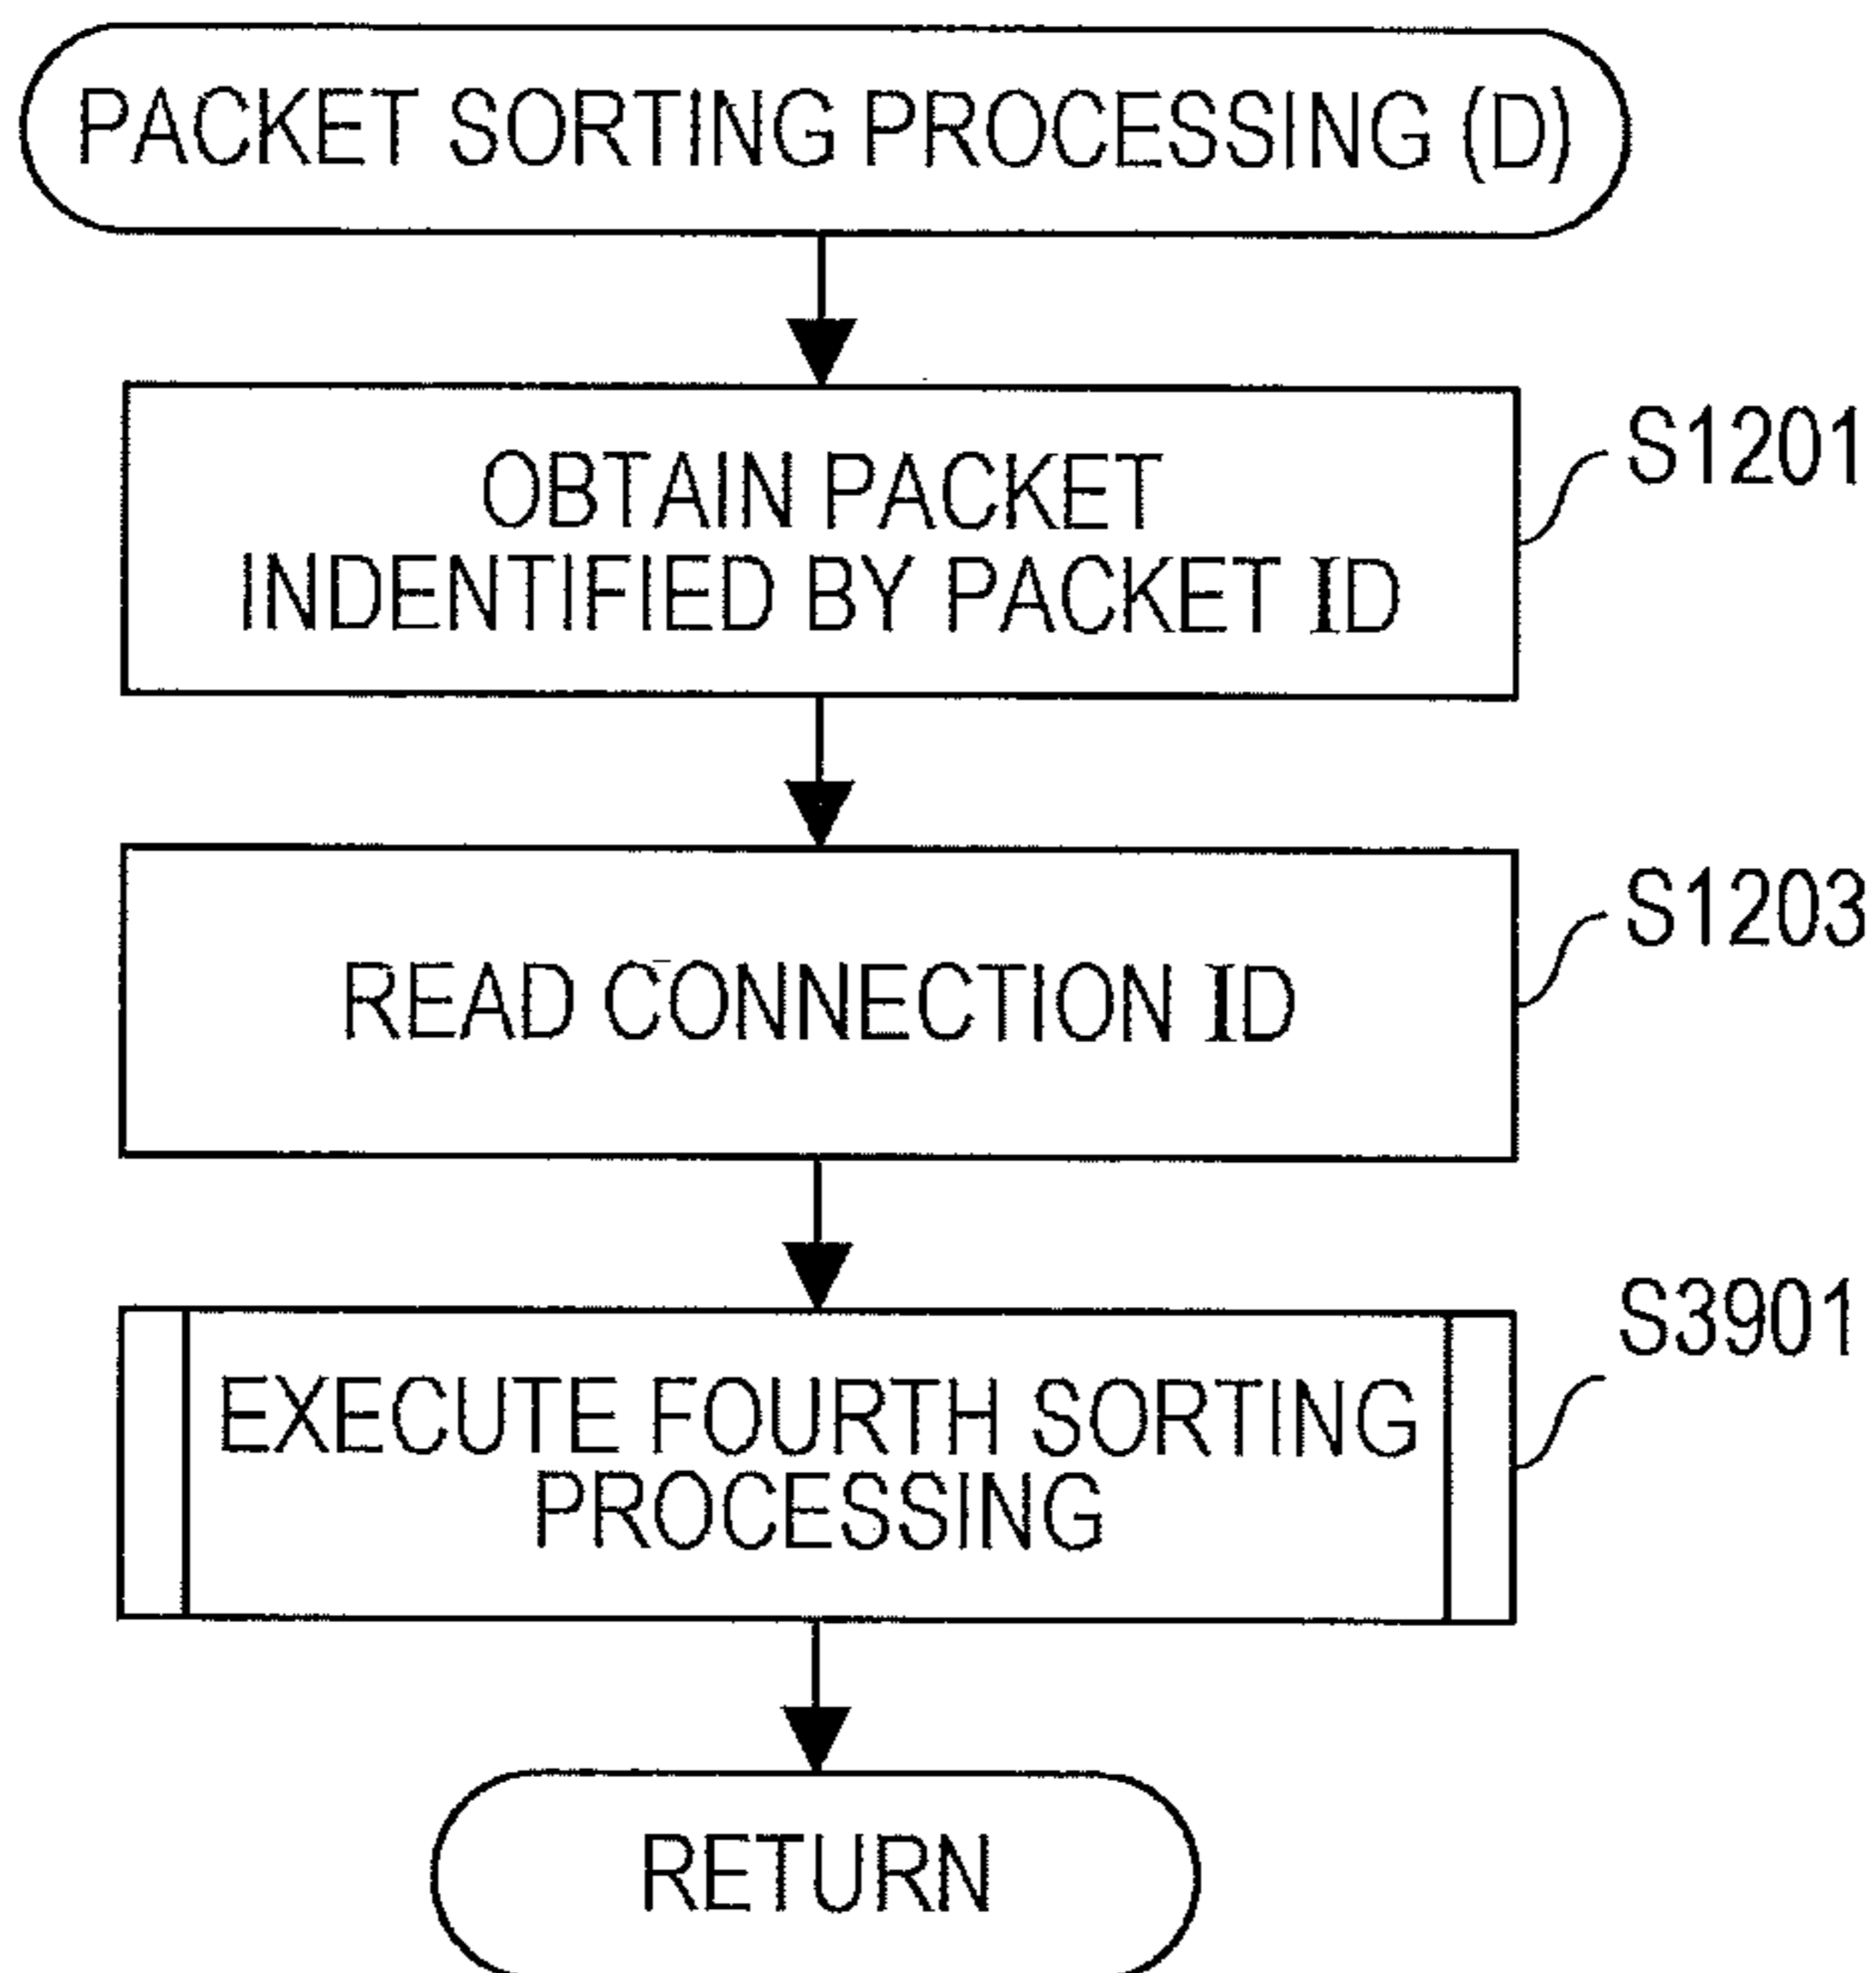 PACKET SORTING PROCESSING (D)
OBTAIN PACKET
INDENTIFIED BY PACKET ID
S1201
READ CONNECTION ID
S1203
EXECUTE FOURTH SORTING
PROCESSING
S3901
RETURN